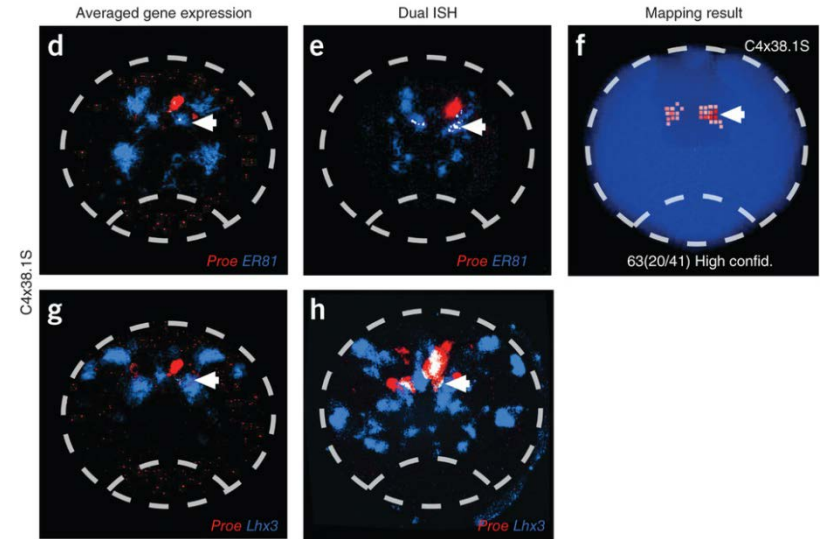 Averaged gene expression
Dual ISH
Mapping result
d
e
f
C4x38.1S
Proe ER81
Proe ER81
63(20/41) High confid.
C4x38.1S
g
h
Proe Lhx3
Proe Lhx3